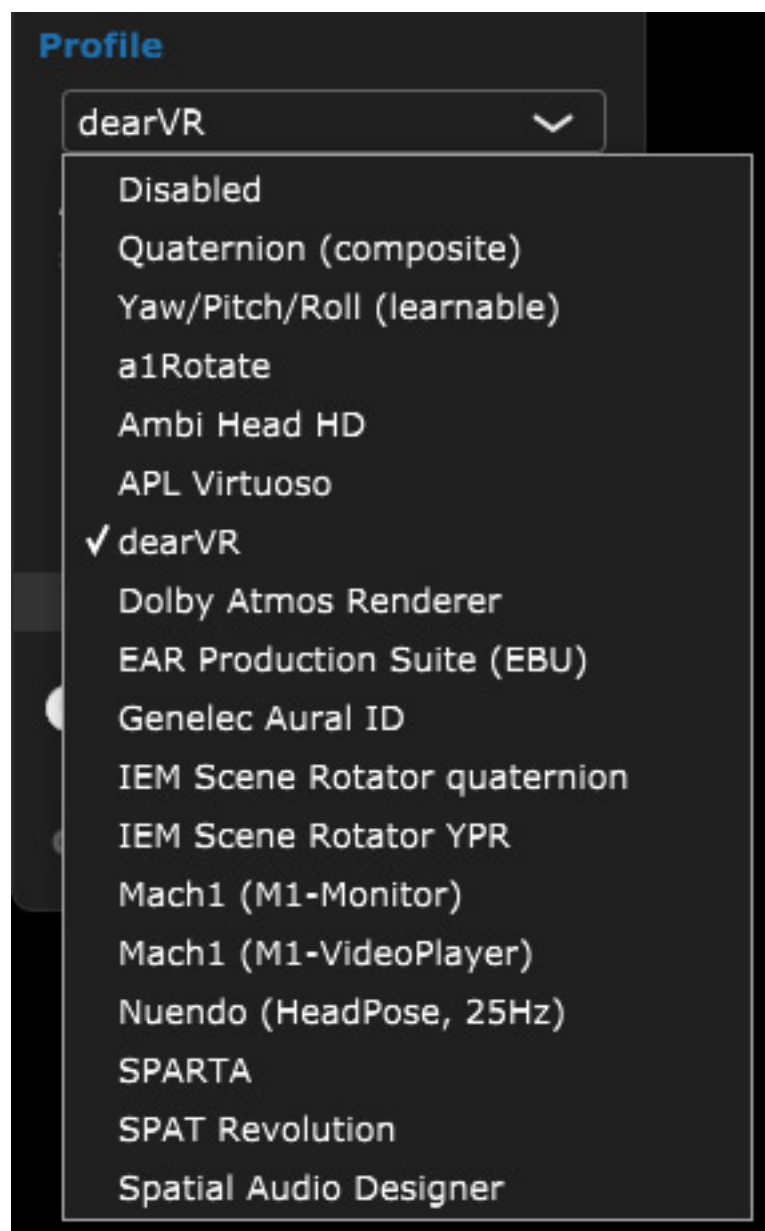 Profile
dearVR
Disabled
Quaternion (composite)
Yaw/Pitch/Roll (learnable)
a1Rotate
Ambi Head HD
APL Virtuoso
✓ dearVR
Dolby Atmos Renderer
EAR Production Suite (EBU)
Genelec Aural ID
IEM Scene Rotator quaternion
IEM Scene Rotator YPR
Mach1 (M1-Monitor)
Mach1 (M1-VideoPlayer)
Nuendo (HeadPose, 25Hz)
SPARTA
SPAT Revolution
Spatial Audio Designer